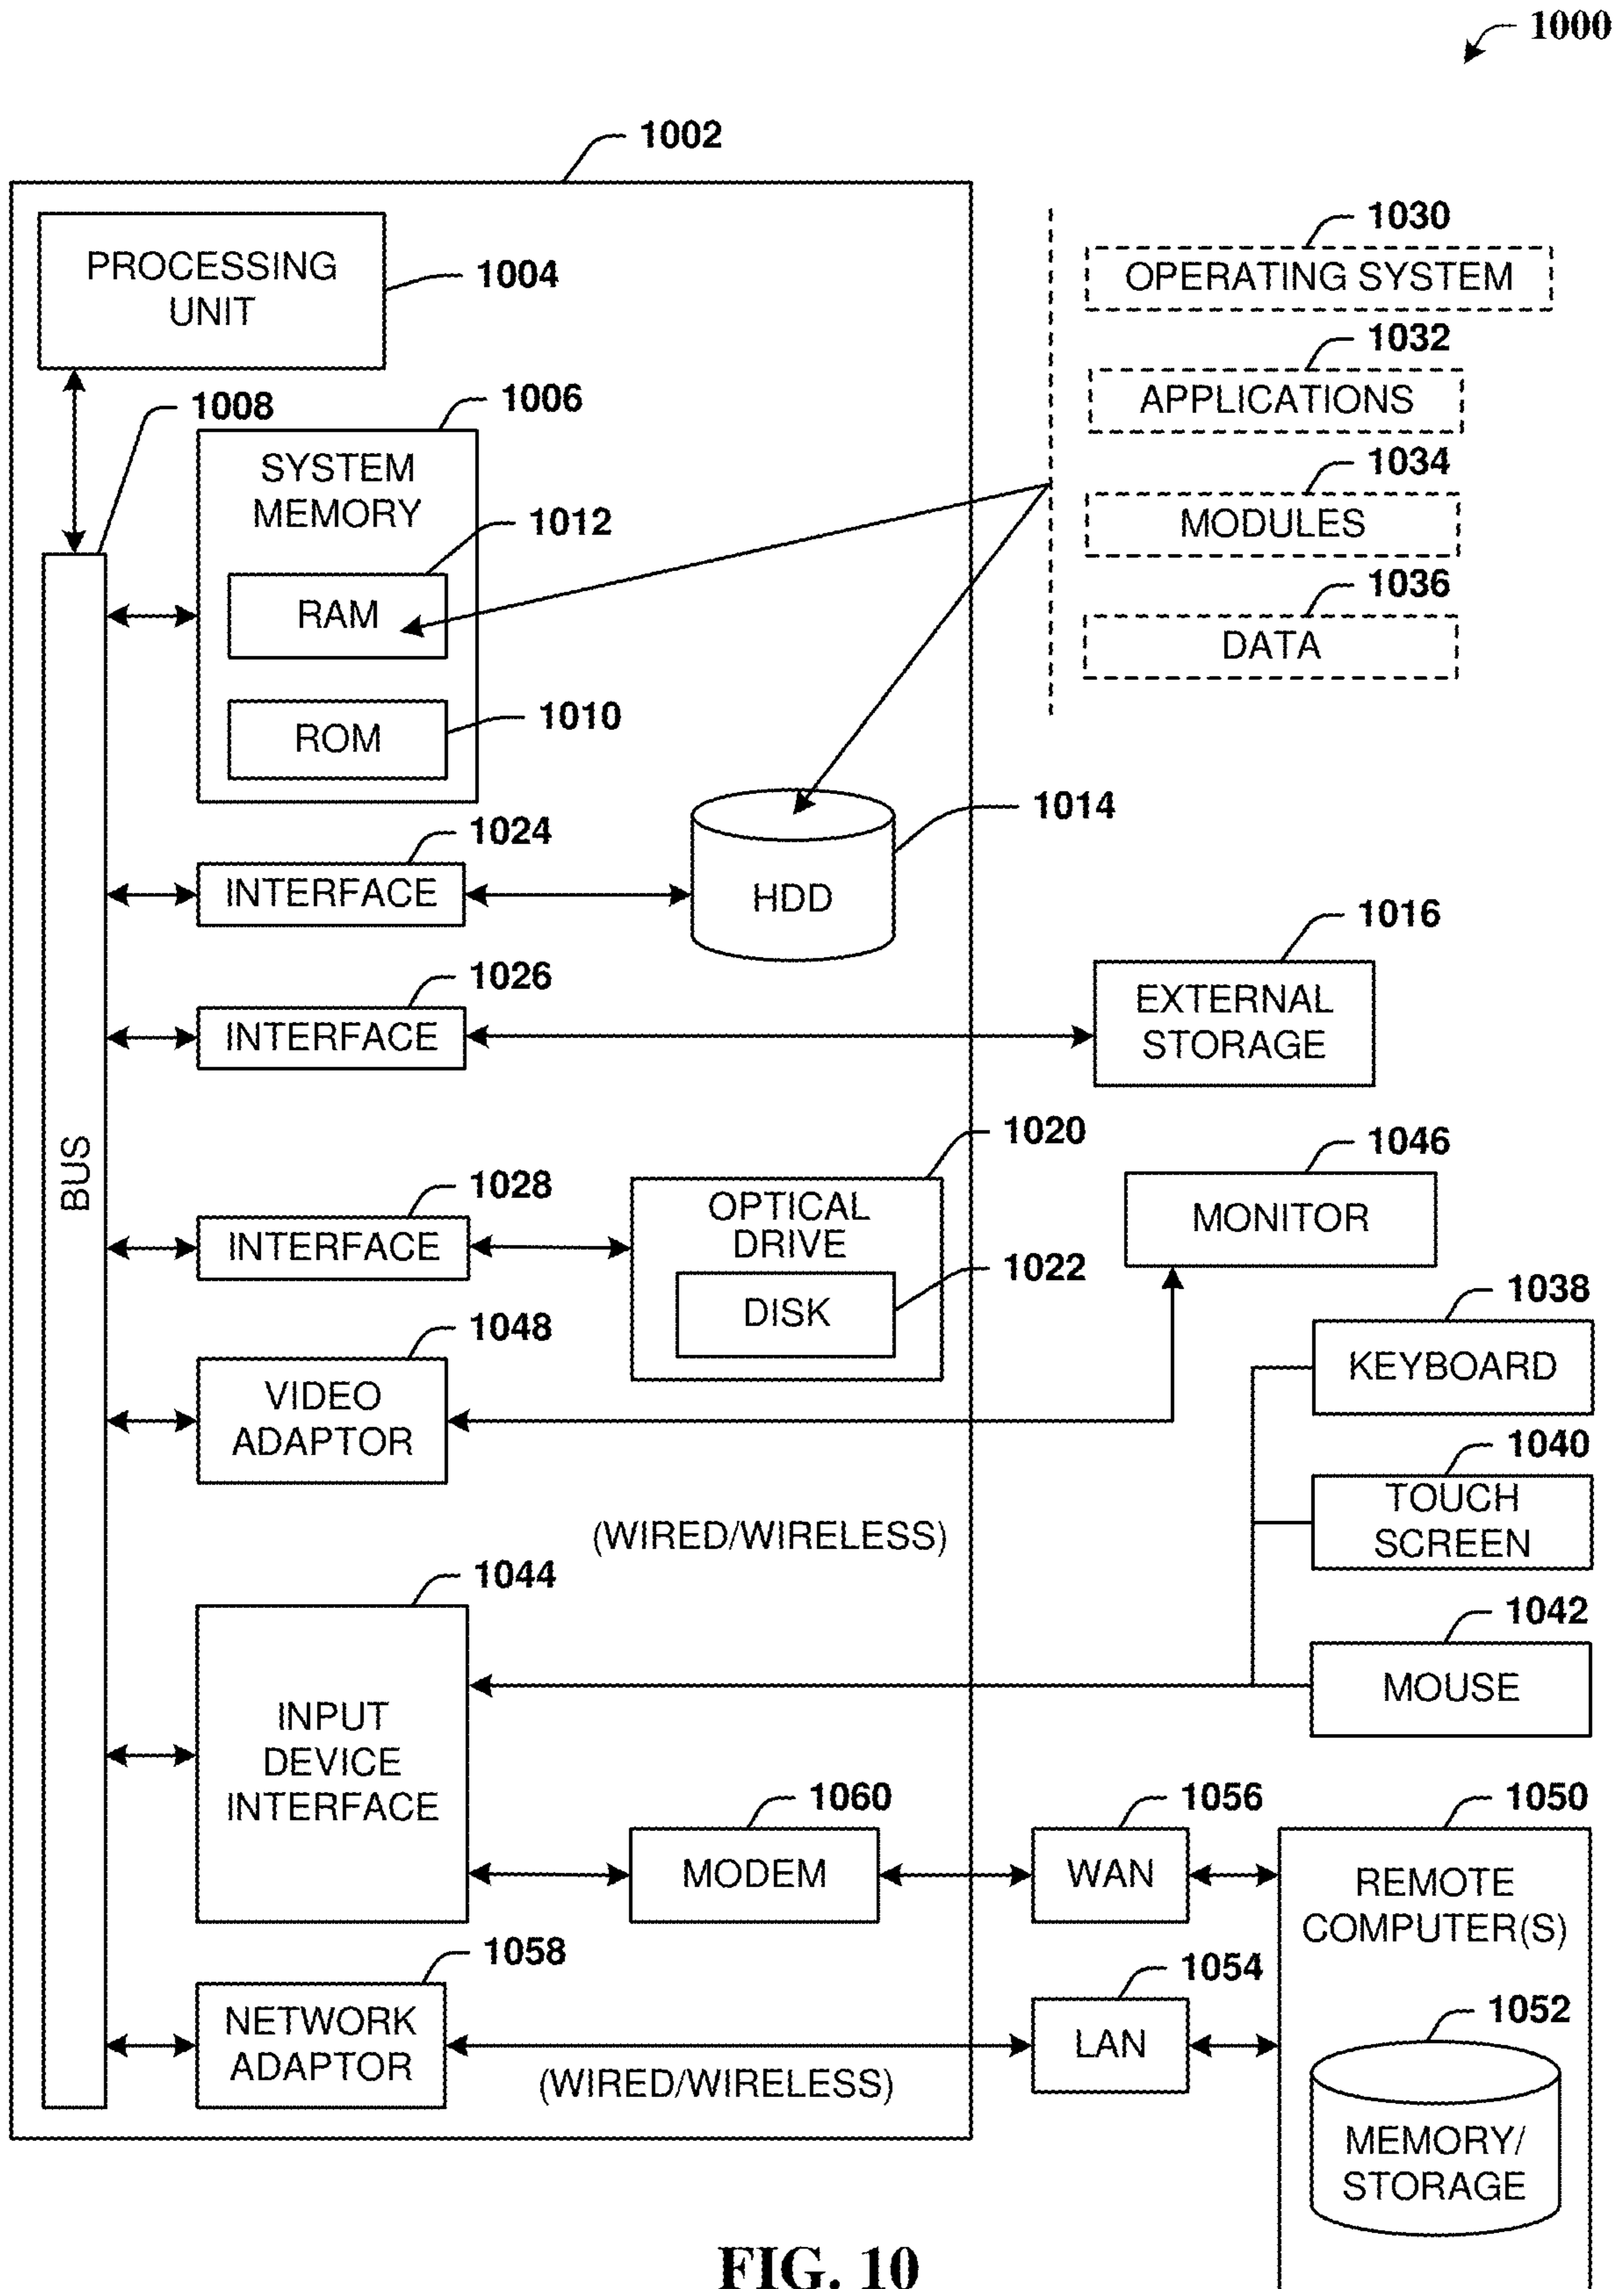 1000
1002
PROCESSING
UNIT
1004
1030
OPERATING SYSTEM
1032
APPLICATIONS
1034
MODULES
1036
DATA
1008
1006
SYSTEM
MEMORY
1012
RAM
1010
ROM
1024
INTERFACE
1014
HDD
1026
INTERFACE
1016
EXTERNAL
STORAGE
BUS
1028
INTERFACE
1020
OPTICAL
DRIVE
1022
DISK
1046
MONITOR
1048
VIDEO
ADAPTOR
1038
KEYBOARD
1040
TOUCH
SCREEN
(WIRED/WIRELESS)
1042
MOUSE
1044
INPUT
DEVICE
INTERFACE
1060
MODEM
1056
WAN
1050
REMOTE
COMPUTER(S)
1058
NETWORK
ADAPTOR
(WIRED/WIRELESS)
1054
LAN
1052
MEMORY/
STORAGE
FIG. 10